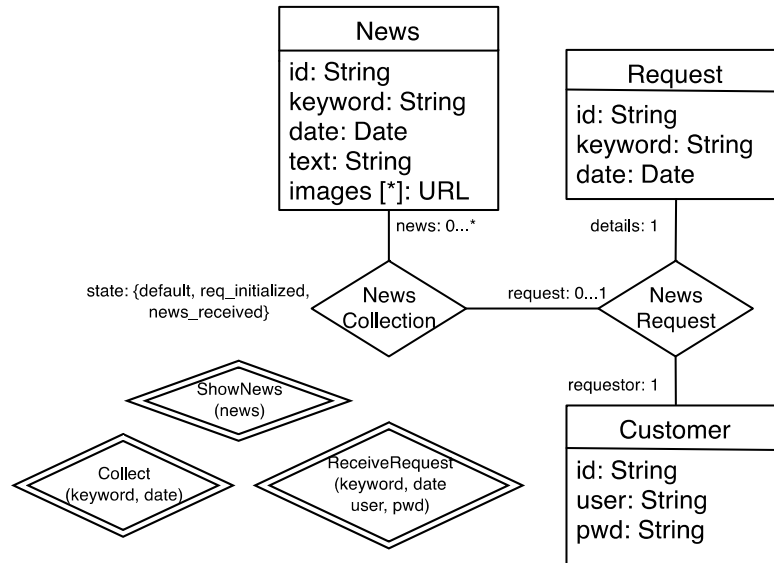 News
id: String
keyword: String
date: Date
text: String
images [*]: URL
Request
id: String
keyword: String
date: Date
news: 0...*
details: 1
state: {default, req_initialized,
news_received}
News
Collection
request: 0...1
News
Request
requestor: 1
ShowNews
(news)
Collect
(keyword, date)
ReceiveRequest
(keyword, date
user, pwd)
Customer
id: String
user: String
pwd: String